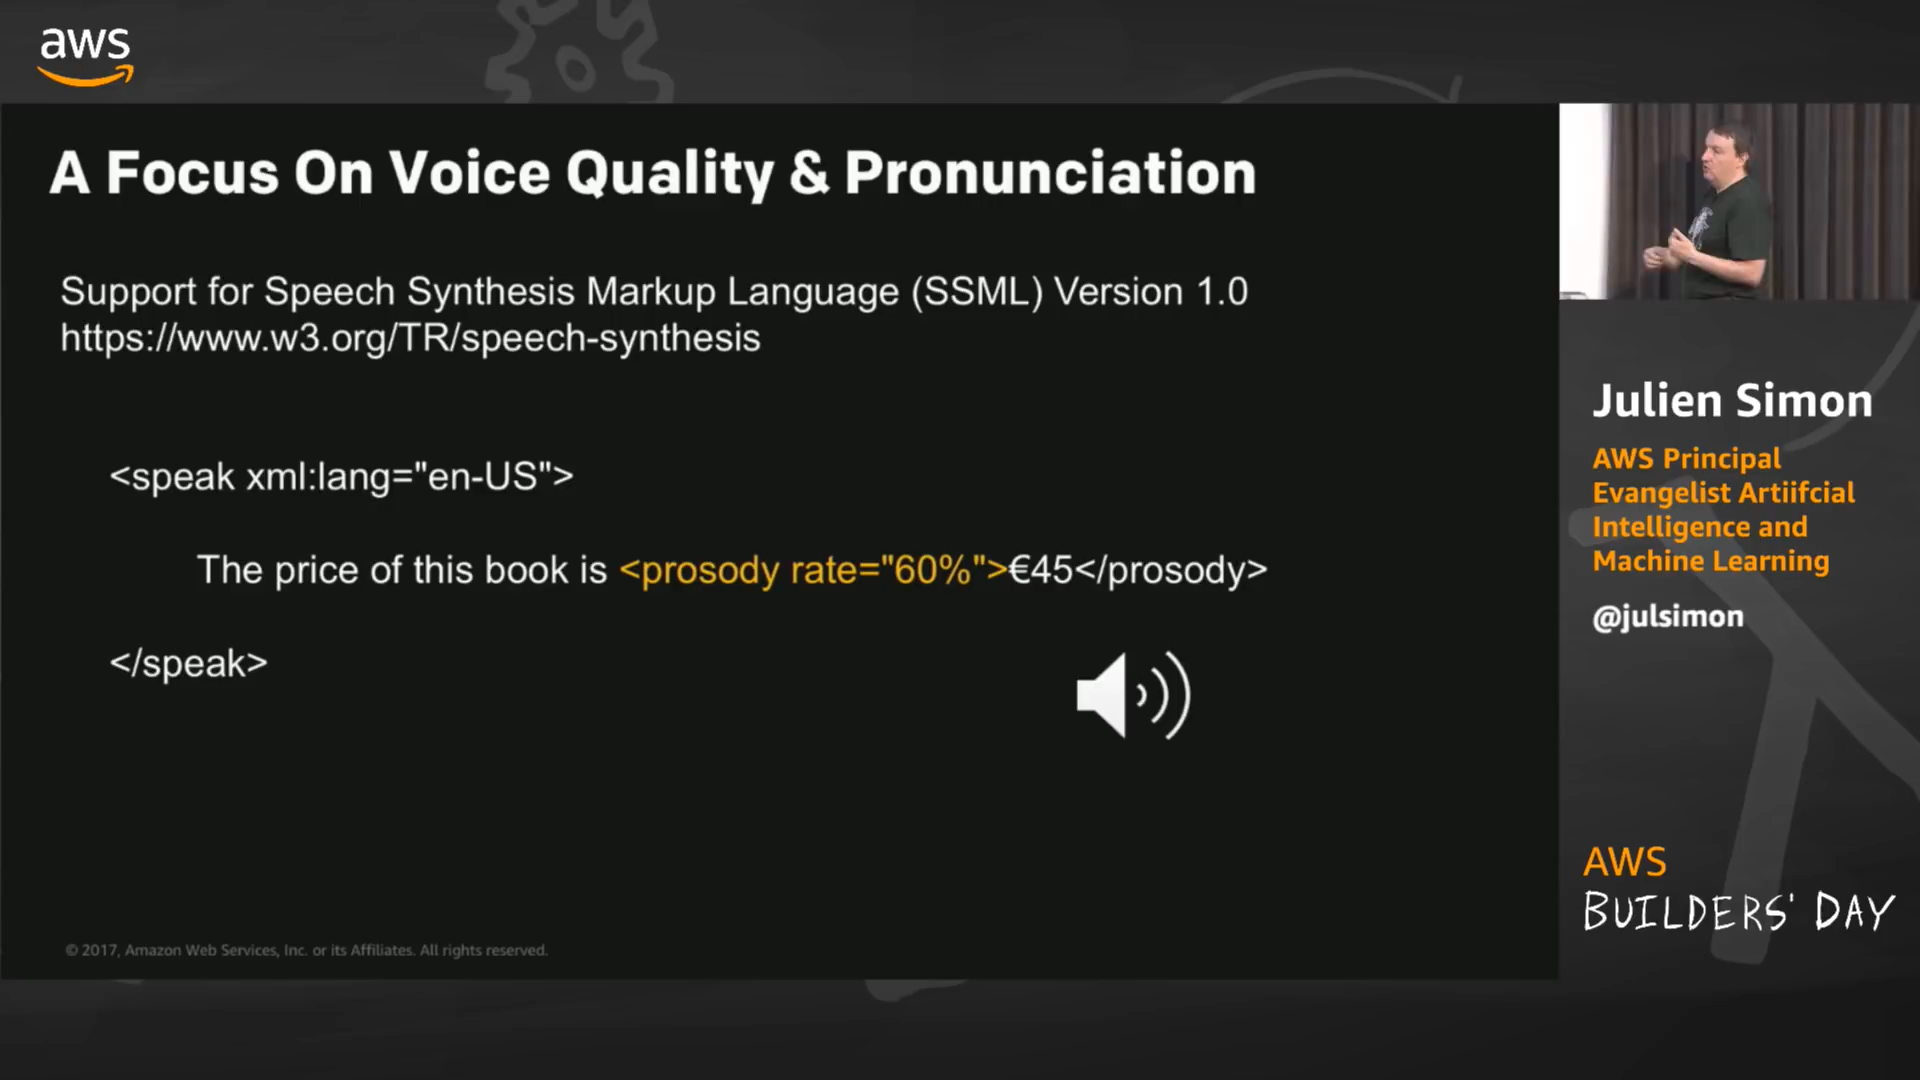 aws
A Focus On Voice Quality & Pronunciation
Support for Speech Synthesis Markup Language (SSML) Version 1.0
https://www.w3.org/TR/speech-synthesis
<speak xml:lang="en-US">
The price of this book is <prosody rate="60%">€45</prosody>
</speak>
© 2017, Amazon Web Services, Inc. or its Affiliates. All rights reserved.
Julien Simon
AWS Principal
Evangelist Artiifcial
Intelligence and
Machine Learning
@julsimon
AWS
BUILDERS' DAY